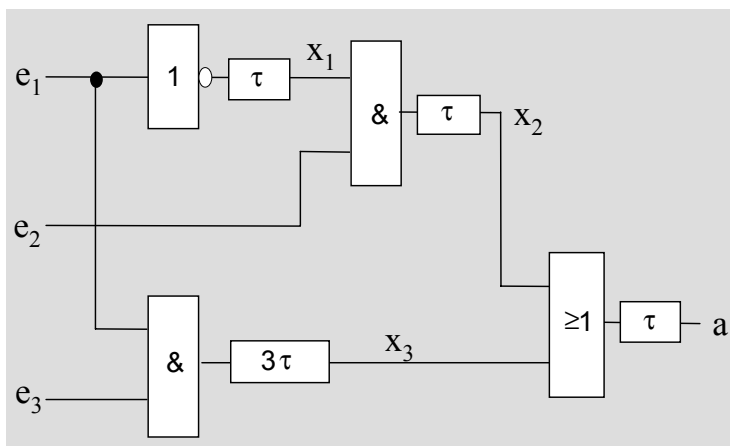 e₁
1
τ
x₁
&
τ
x₂
e₂
≥1
τ
a
&
3τ
x₃
e₃